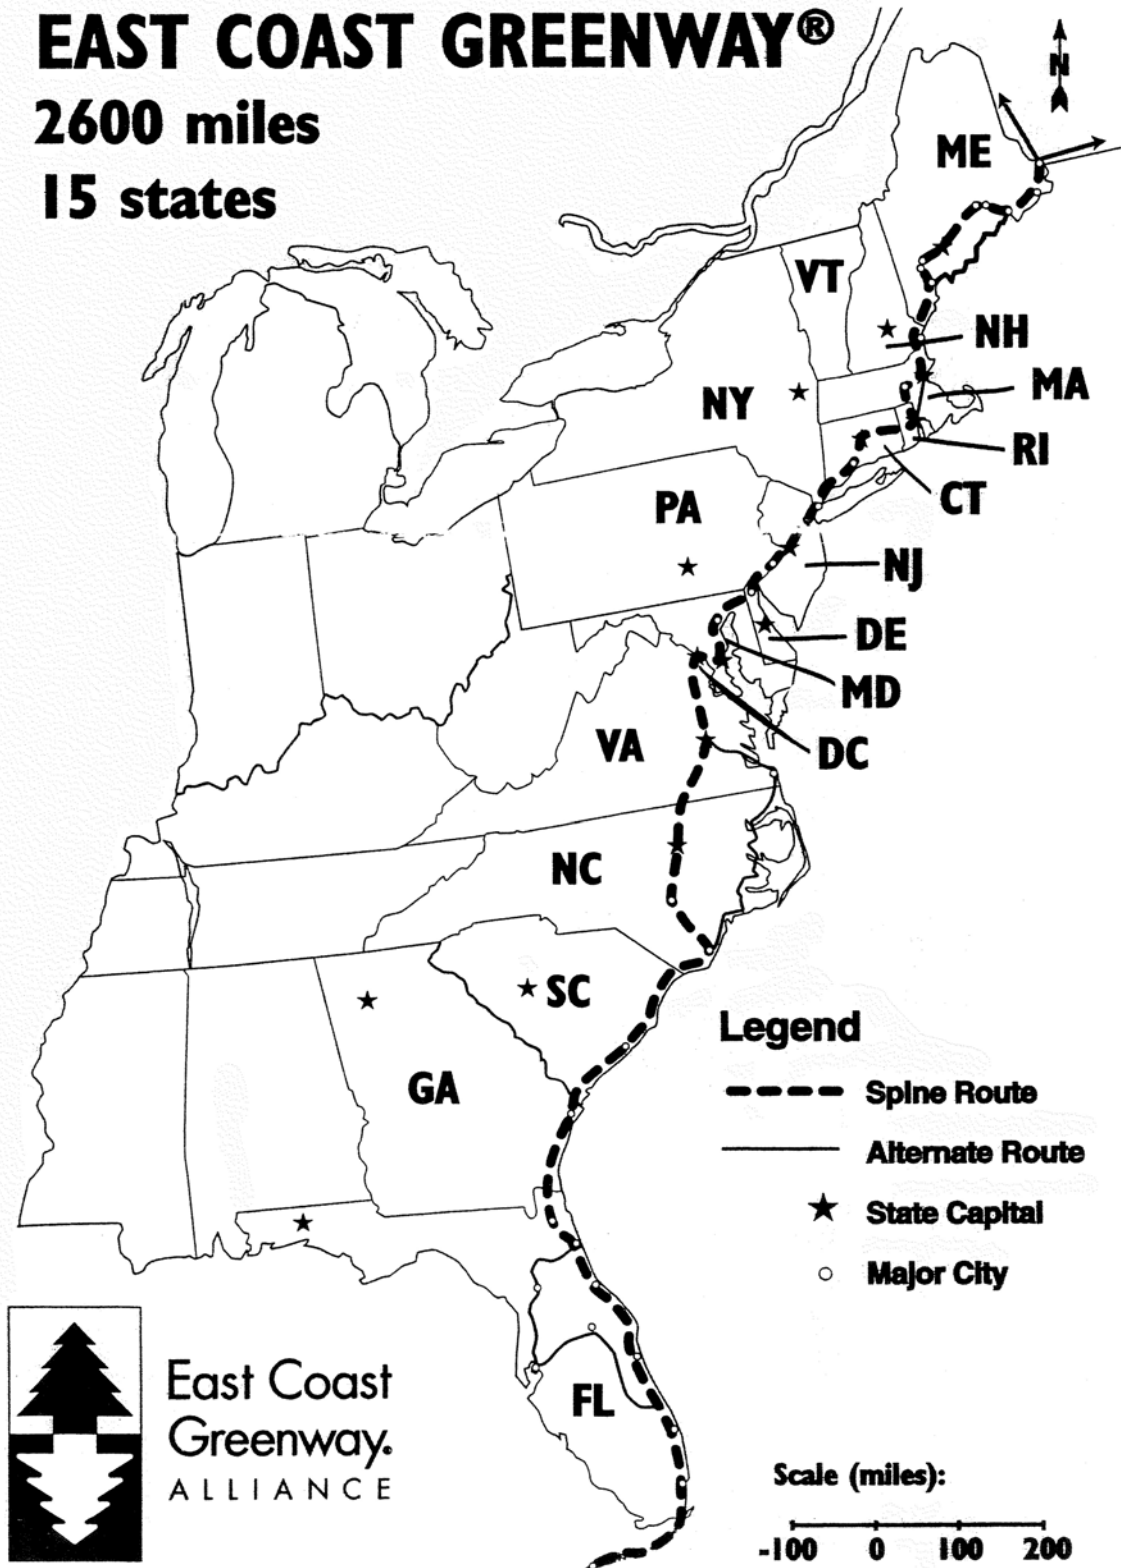 EAST COAST GREENWAY®
2600 miles
15 states
N
ME
VT
NH
NY
MA
RI
PA
CT
NJ
DE
MD
VA
DC
NC
SC
GA
FL
Legend
Spine Route
Alternate Route
State Capital
Major City
East Coast
Greenway.
ALLIANCE
Scale (miles):
-100 0 100 200